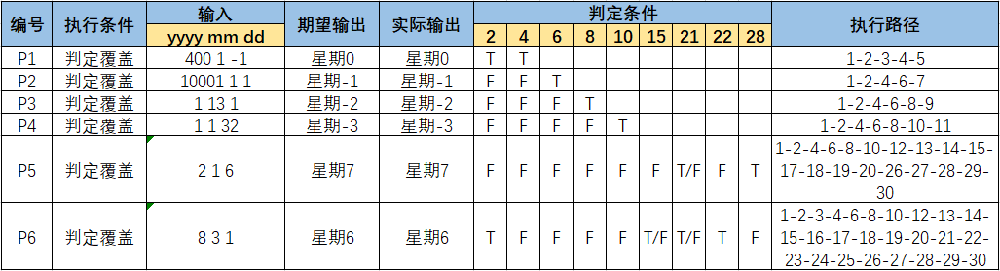 编号 执行条件 输入 期望输出 实际输出 判定条件 执行路径
yyyy mm dd 2 4 6 8 10 15 21 22 28
P1 判定覆盖 400 1 -1 星期0 星期0 T T 1-2-3-4-5
P2 判定覆盖 10001 1 1 星期-1 星期-1 F F T 1-2-4-6-7
P3 判定覆盖 1 13 1 星期-2 星期-2 F F F T 1-2-4-6-8-9
P4 判定覆盖 1 1 32 星期-3 星期-3 F F F F T 1-2-4-6-8-10-11
P5 判定覆盖 2 1 6 星期7 星期7 F F F F F F T/F F T 1-2-4-6-8-10-12-13-14-15-
17-18-19-20-26-27-28-29-
30
P6 判定覆盖 8 3 1 星期6 星期6 T F F F F T/F T/F T F 1-2-3-4-6-8-10-12-13-14-
15-16-17-18-19-20-21-22-
23-24-25-26-27-28-29-30